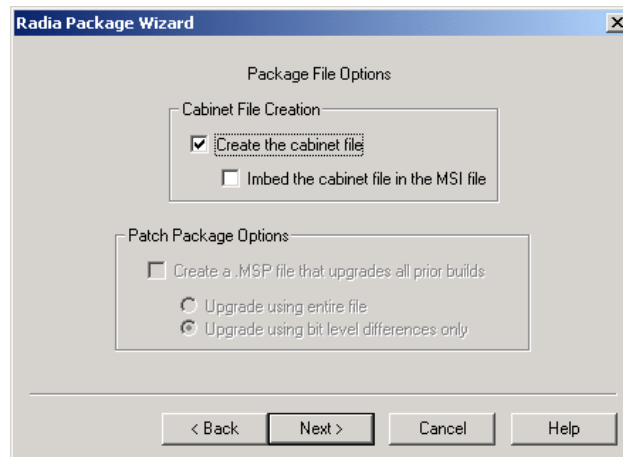 Radia Package Wizard
Package File Options
Cabinet File Creation
Create the cabinet file
Imbed the cabinet file in the MSI file
Patch Package Options
Create a .MSP file that upgrades all prior builds
Upgrade using entire file
Upgrade using bit level differences only
< Back
Next >
Cancel
Help